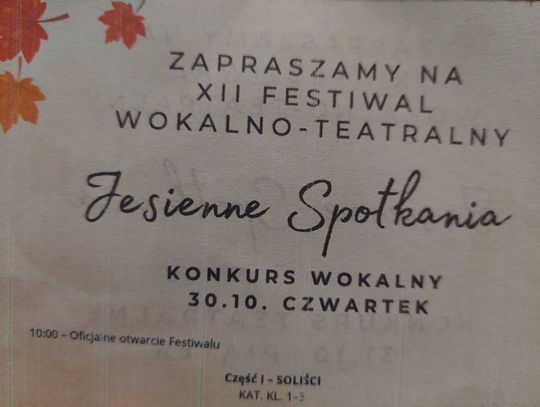 ZAPRASZAMY NA
XII FESTIWAL
WOKALNO-TEATRALNY
Jesienne Spotkania
KONKURS WOKALNY
30.10. CZWARTEK
10:00 – Oficjalne otwarcie Festiwalu
Część I – SOLIŚCI
KAT. KL. 1-3